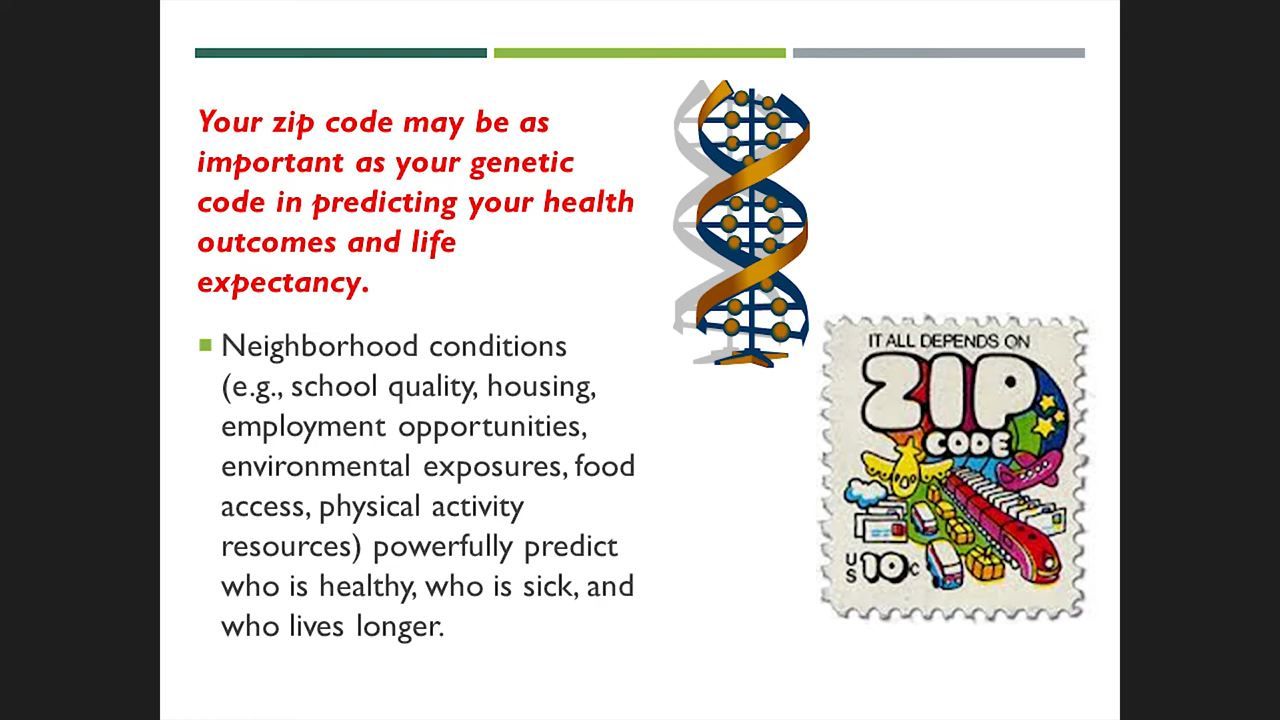 Your zip code may be as
important as your genetic
code in predicting your health
outcomes and life
expectancy.
Neighborhood conditions
(e.g., school quality, housing,
employment opportunities,
environmental exposures, food
access, physical activity
resources) powerfully predict
who is healthy, who is sick, and
who lives longer.
IT ALL DEPENDS ON
ZIP
CODE
US 10c